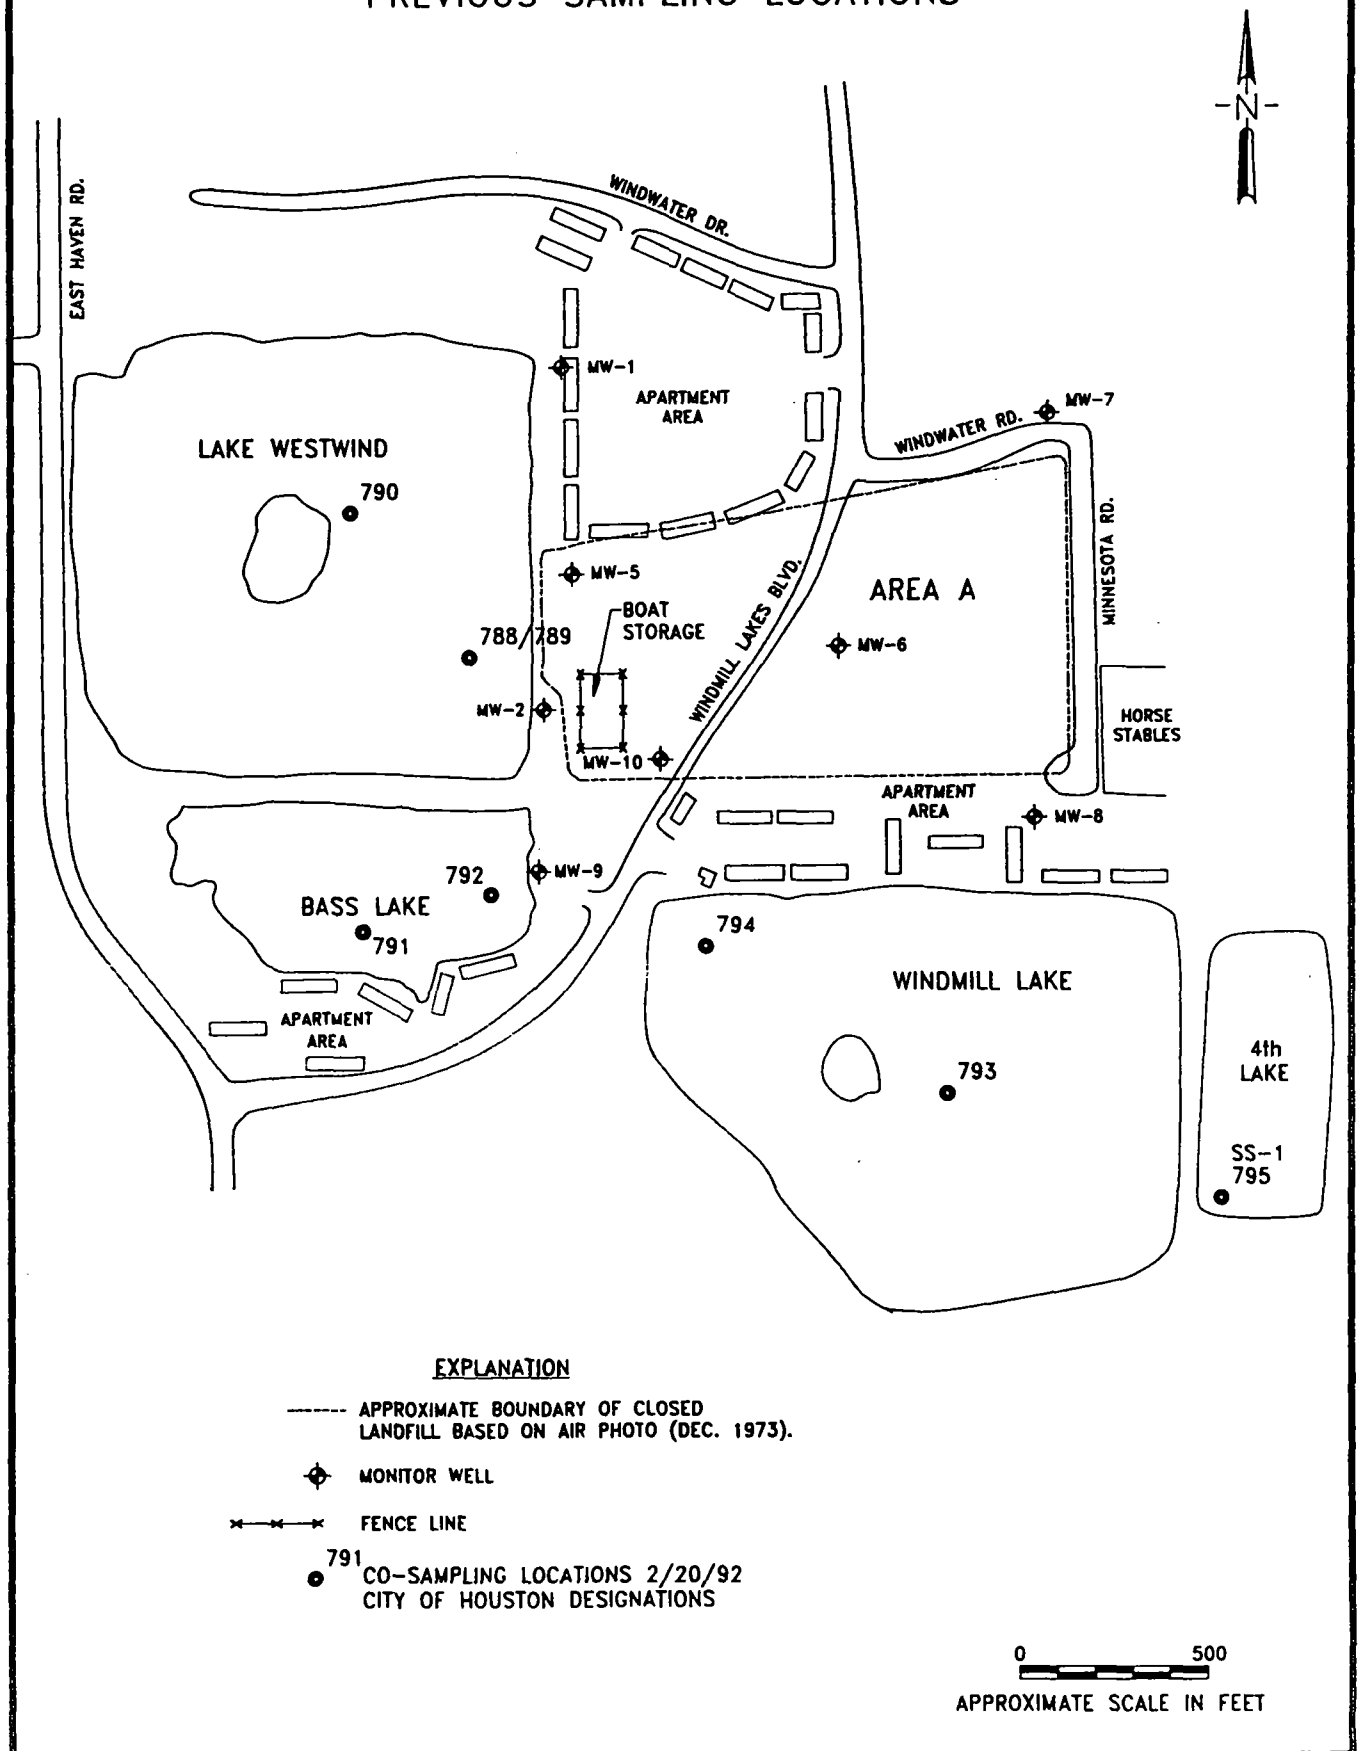 PREVIOUS SAMPLING LOCATIONS
-N-
EAST HAVEN RD.
WINDWATER DR.
MW-1
APARTMENT
AREA
MW-7
WINDWATER RD.
LAKE WESTWIND
790
MINNESOTA RD.
MW-5
AREA A
BOAT
STORAGE
788/789
WINDMILL LAKES BLVD.
MW-6
MW-2
HORSE
STABLES
MW-10
APARTMENT
AREA
MW-8
MW-9
792
BASS LAKE
791
794
WINDMILL LAKE
APARTMENT
AREA
4th
LAKE
793
SS-1
795
EXPLANATION
APPROXIMATE BOUNDARY OF CLOSED
LANDFILL BASED ON AIR PHOTO (DEC. 1973).
MONITOR WELL
FENCE LINE
791
CO-SAMPLING LOCATIONS 2/20/92
CITY OF HOUSTON DESIGNATIONS
0 500
APPROXIMATE SCALE IN FEET